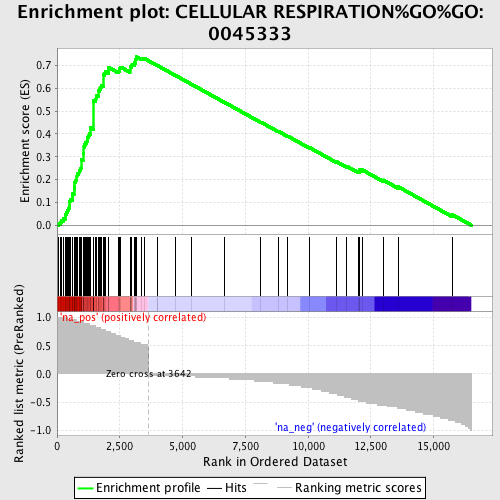 Enrichment plot: CELLULAR RESPIRATION%GO%GO:
0045333
Enrichment score (ES)
0.7
0.6
0.5
0.4
0.3
0.2
0.1
0.0
Ranked list metric (PreRanked)
1.0
0.5
0.0
-0.5
-1.0
'na_pos' (positively correlated)
Zero cross at 3642
'na_neg' (negatively correlated)
0
2,500
5,000
7,500
10,000
12,500
15,000
Rank in Ordered Dataset
Enrichment profile
Hits
Ranking metric scores